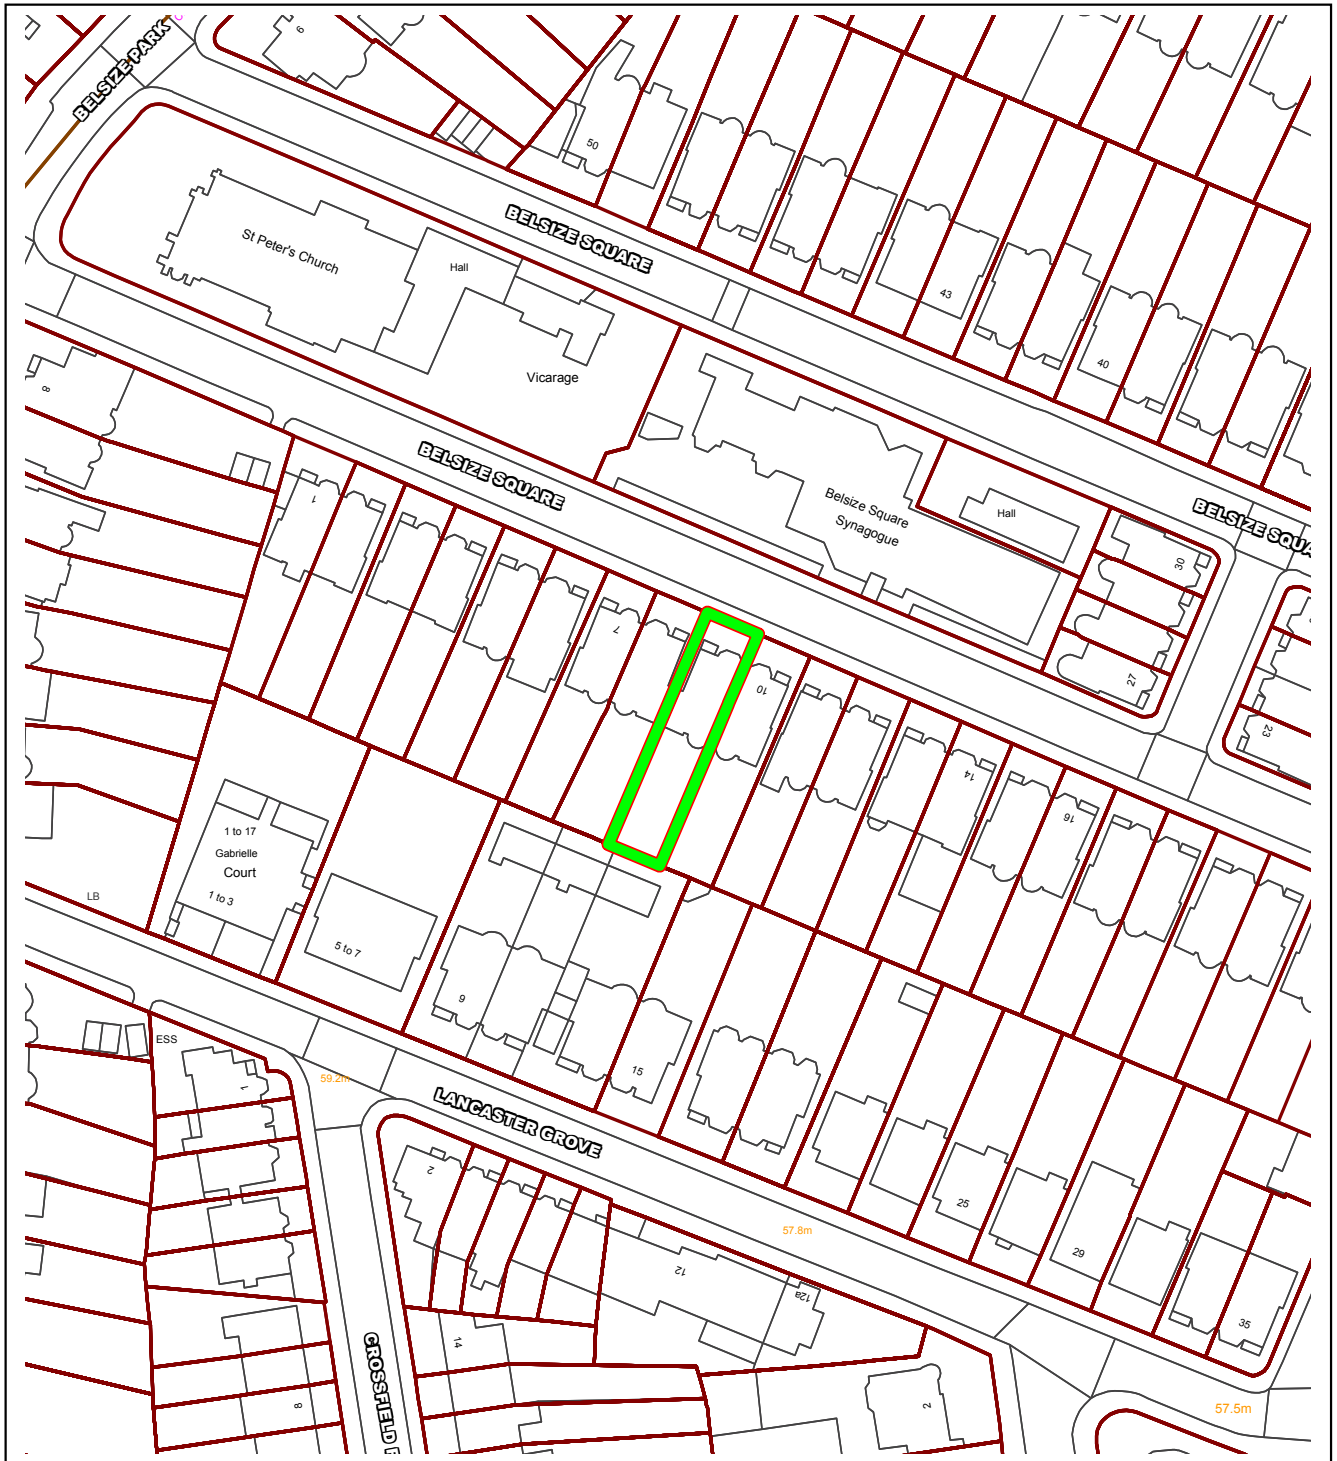 BELSIZE PARK
6
50
BELSIZE SQUARE
St Peter's Church
Hall
43
Vicarage
40
8
BELSIZE SQUARE
1
Belsize Square
Synagogue
Hall
BELSIZE SQUA
30
7
10
27
23
14
16
1 to 17
Gabrielle
Court
1 to 3
LB
5 to 7
9
15
ESS
1
59.2m
LANCASTER GROVE
2
25
29
35
57.8m
12
12a
14
CROSSFIELD
8
2
57.5m